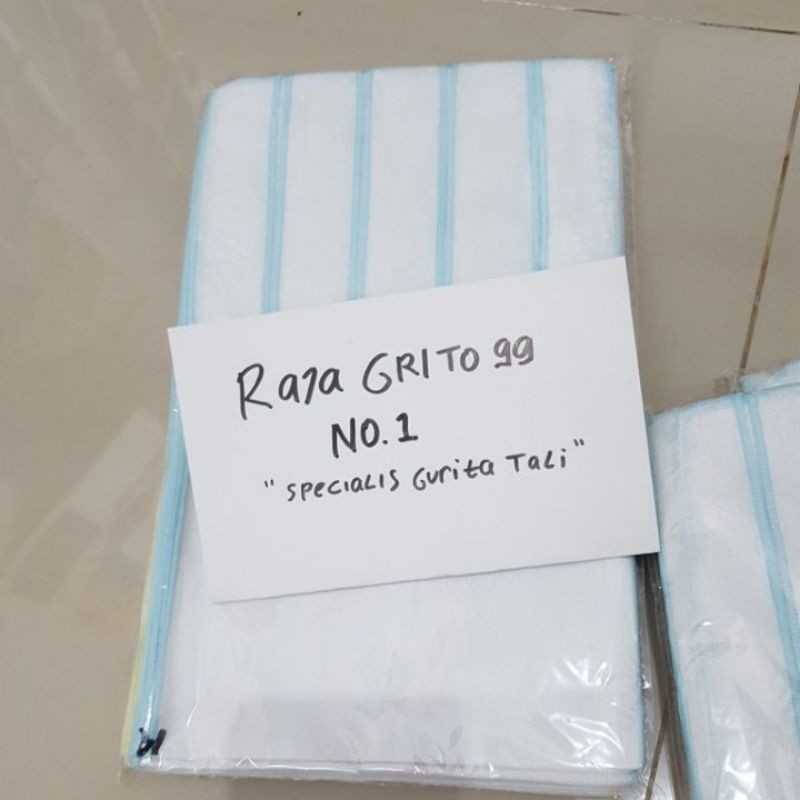 Raja GRITO 99
NO.1
"SPECIALIS Gurita TaLi"